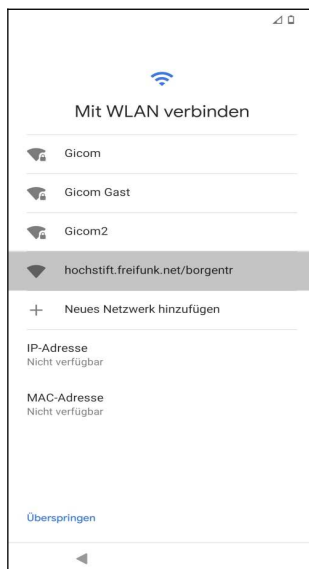 Mit WLAN verbinden
Gicom
Gicom Gast
Gicom2
hochstift.freifunk.net/borgentr
Neues Netzwerk hinzufügen
IP-Adresse
Nicht verfügbar
MAC-Adresse
Nicht verfügbar
Überspringen